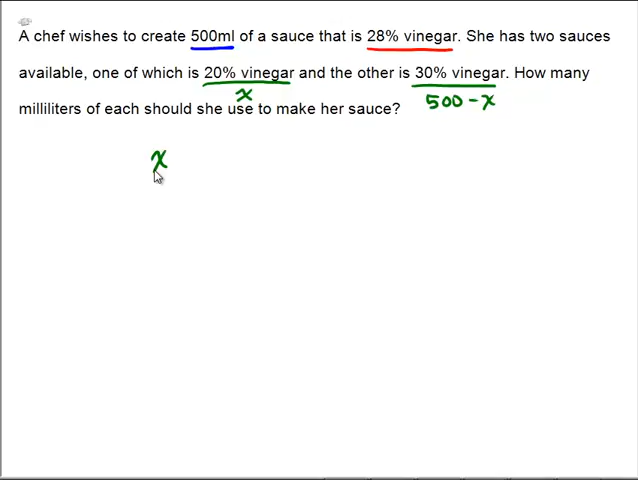 A chef wishes to create 500ml of a sauce that is 28% vinegar. She has two sauces
available, one of which is 20% vinegar and the other is 30% vinegar. How many
x
500-x
milliliters of each should she use to make her sauce?
x